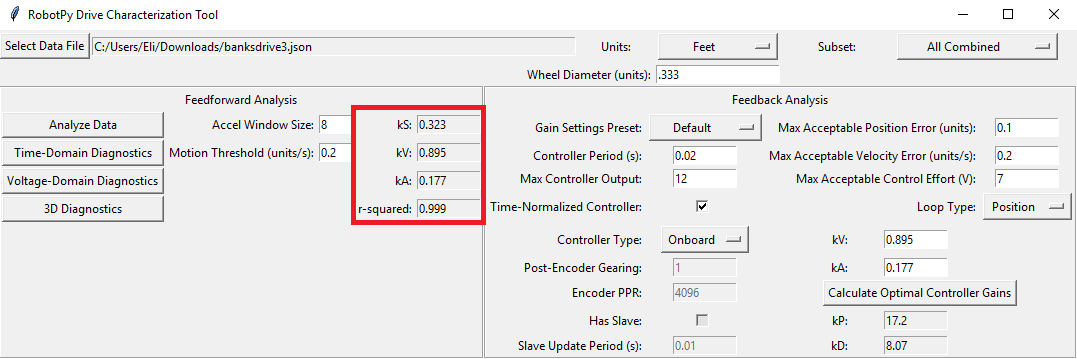 RobotPy Drive Characterization Tool
Select Data File C:/Users/Eli/Downloads/banksdrive3.json Units: Feet Subset: All Combined
Wheel Diameter (units): .333
Feedforward Analysis
Analyze Data Accel Window Size: 8 kS: 0.323
Time-Domain Diagnostics Motion Threshold (units/s): 0.2 kV: 0.895
Voltage-Domain Diagnostics kA: 0.177
3D Diagnostics r-squared: 0.999
Feedback Analysis
Gain Settings Preset: Default Max Acceptable Position Error (units): 0.1
Controller Period (s): 0.02 Max Acceptable Velocity Error (units/s): 0.2
Max Controller Output: 12 Max Acceptable Control Effort (V): 7
Time-Normalized Controller: Loop Type: Position
Controller Type: Onboard kV: 0.895
Post-Encoder Gearing: 1 kA: 0.177
Encoder PPR: 4096 Calculate Optimal Controller Gains
Has Slave: kP: 17.2
Slave Update Period (s): 0.01 kD: 8.07